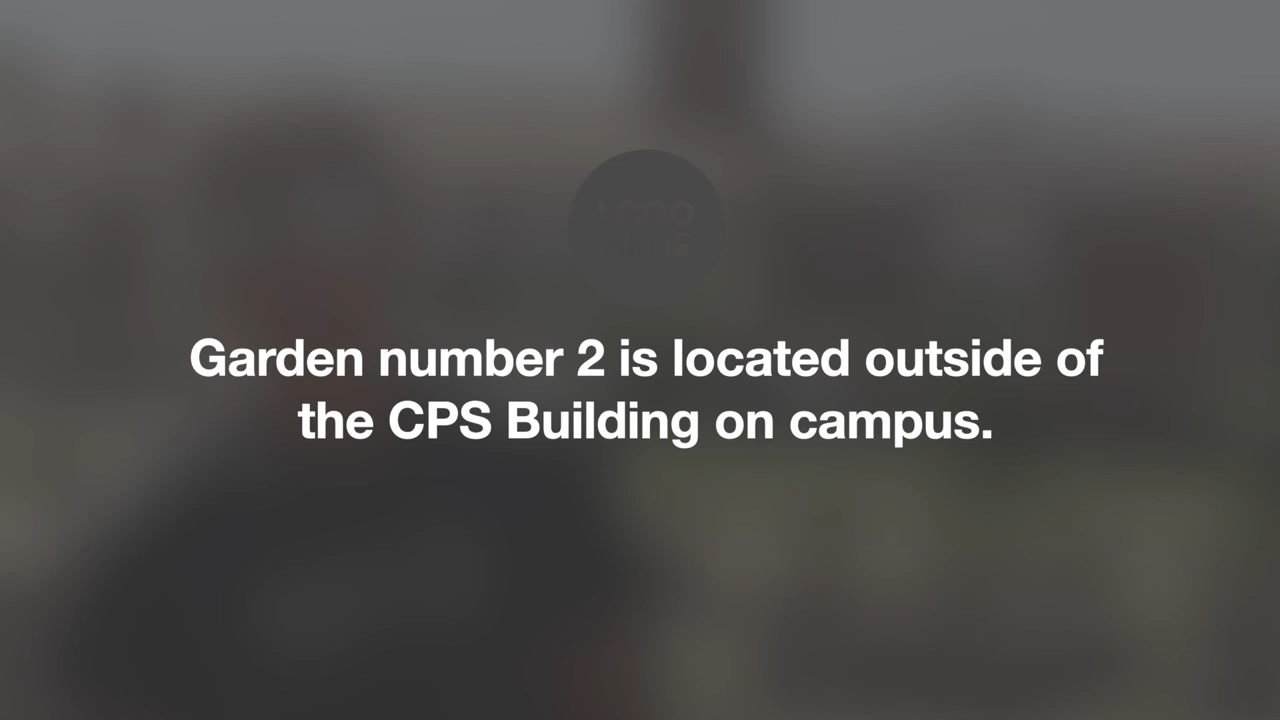 Garden number 2 is located outside of
the CPS Building on campus.